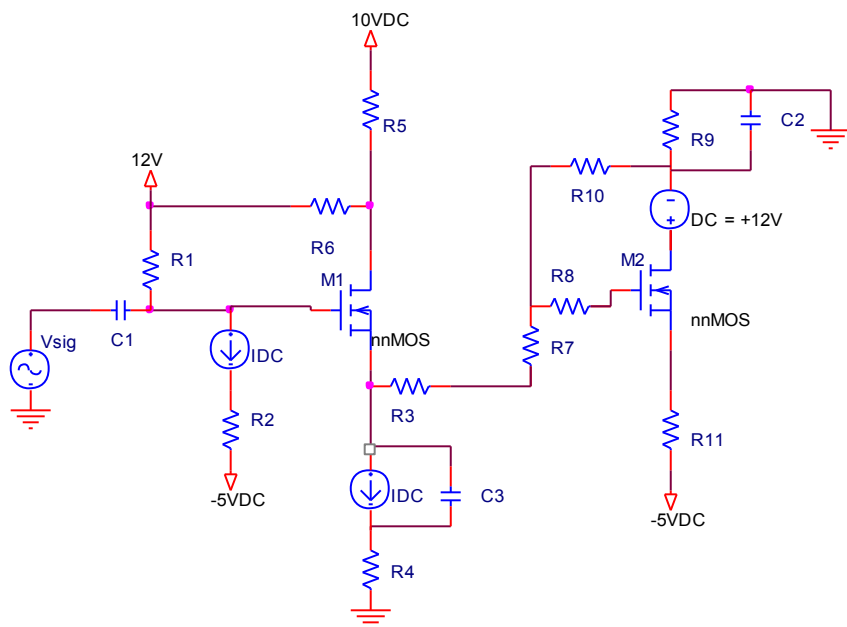 10VDC
R5
C2
R9
12V
R10
R6
DC = +12V
R1
M1
R8
M2
C1
nnMOS
nnMOS
Vsig
IDC
R7
R3
R2
R11
-5VDC
IDC
C3
-5VDC
R4